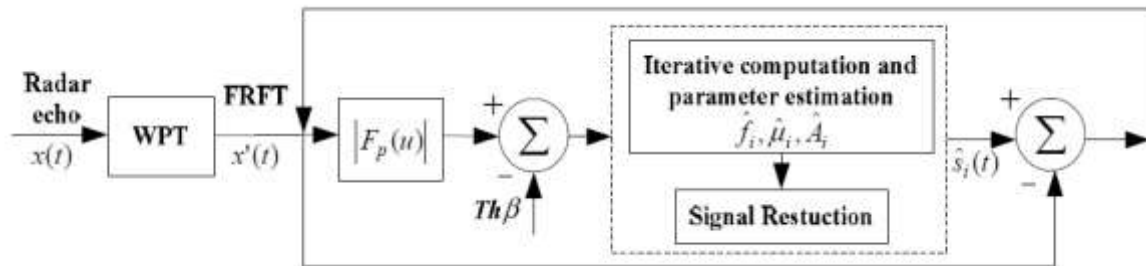 Radar
echo
x(t)
WPT
FRFT
x'(t)
|F_p(u)|
+
Σ
-
Thβ
Iterative computation and
parameter estimation
f̂_i, μ̂_i, Â_i
Signal Restuction
ŝ_i(t)
+
Σ
-